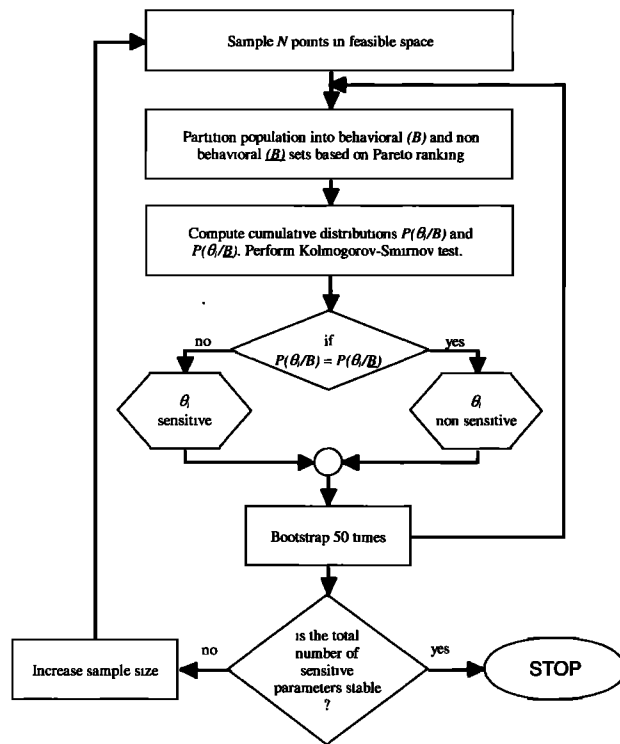 Sample N points in feasible space
Partition population into behavioral (B) and non
behavioral (B) sets based on Pareto ranking
Compute cumulative distributions P(θi/B) and
P(θi/B). Perform Kolmogorov-Smirnov test.
no
if
yes
P(θi/B) = P(θi/B)
θi
sensitive
θi
non sensitive
Bootstrap 50 times
is the total
number of
sensitive
parameters stable
?
no
yes
Increase sample size
STOP